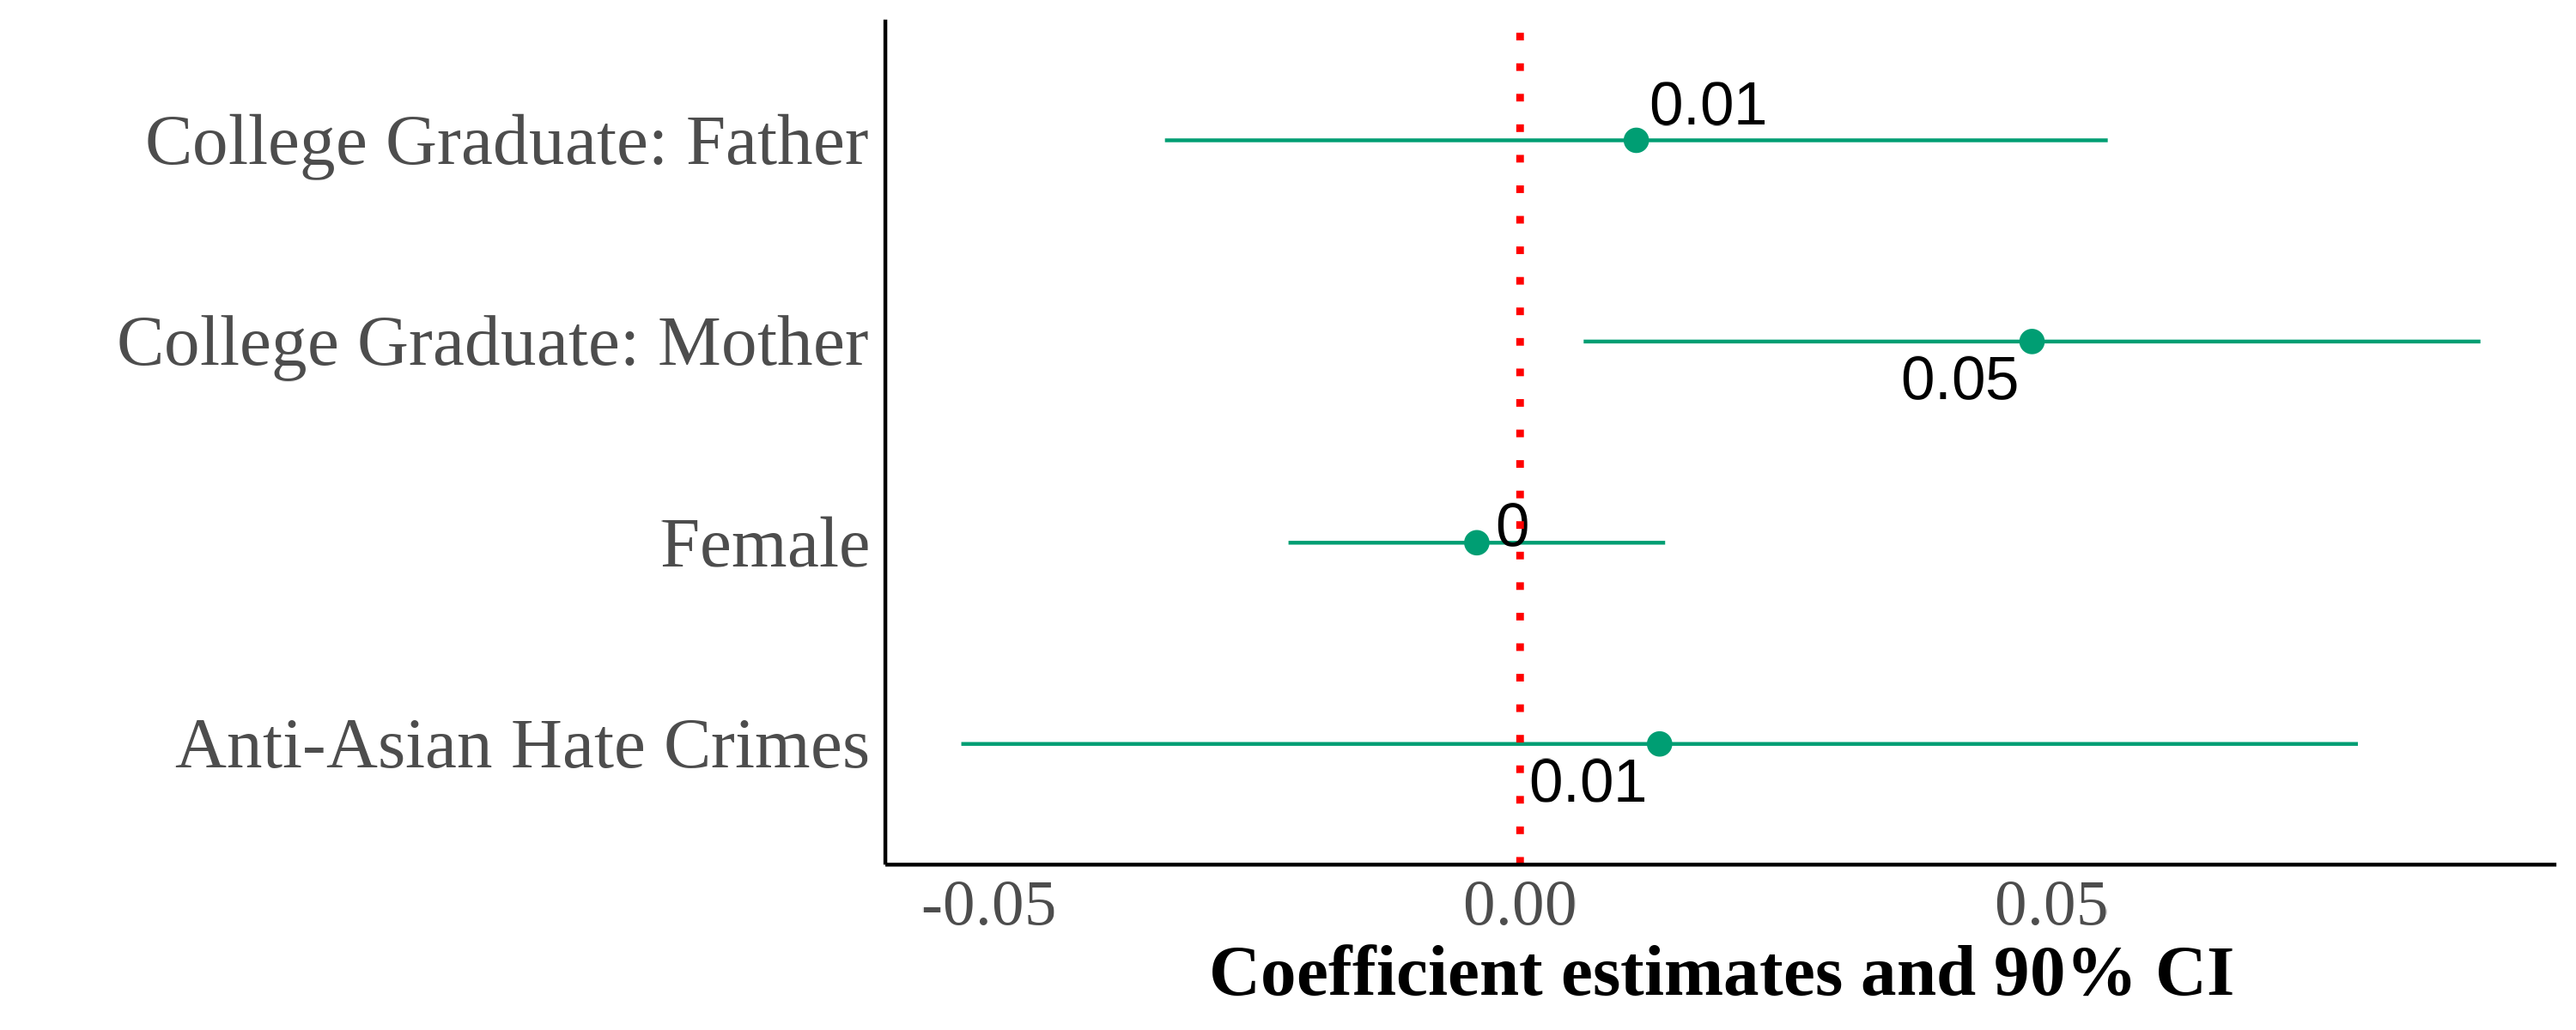 0.01
College Graduate: Father
College Graduate: Mother
0.05
0
Female
Anti-Asian Hate Crimes
0.01
-0.05 0.00 0.05
Coefficient estimates and 90% CI